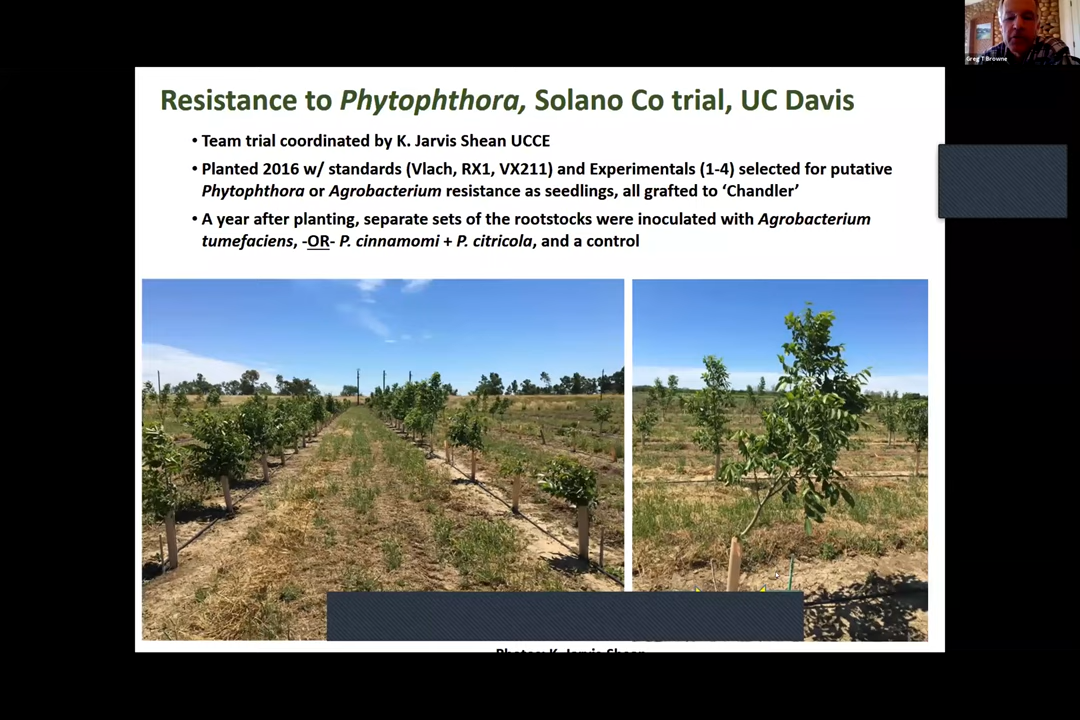 Greg T Browne
Resistance to Phytophthora, Solano Co trial, UC Davis
• Team trial coordinated by K. Jarvis Shean UCCE
• Planted 2016 w/ standards (Vlach, RX1, VX211) and Experimentals (1-4) selected for putative
Phytophthora or Agrobacterium resistance as seedlings, all grafted to ‘Chandler’
• A year after planting, separate sets of the rootstocks were inoculated with Agrobacterium
tumefaciens, -OR- P. cinnamomi + P. citricola, and a control
Photos: K. Jarvis Shean